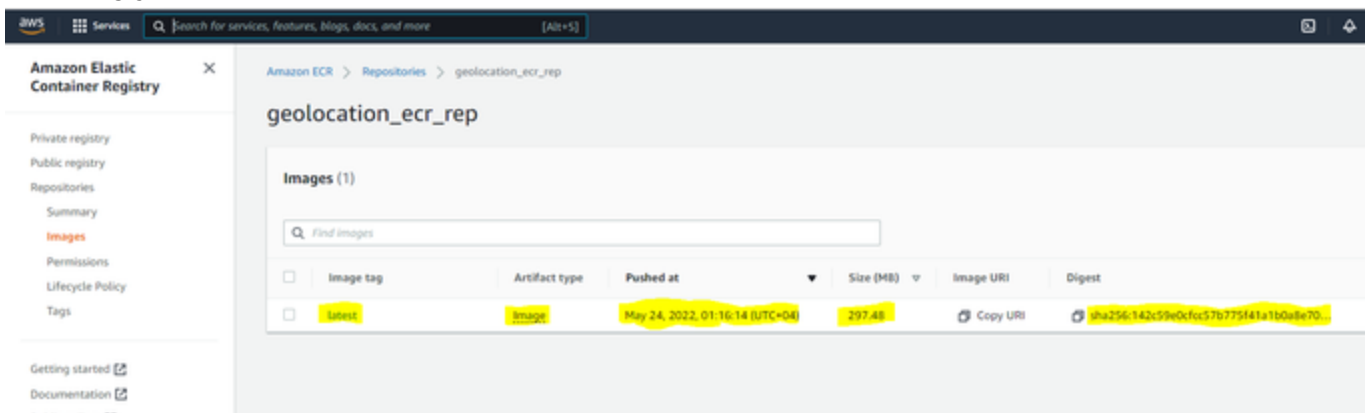 aws Services Search for services, features, blogs, docs, and more [Alt+S]
Amazon Elastic
Container Registry
Private registry
Public registry
Repositories
Summary
Images
Permissions
Lifecycle Policy
Tags
Getting started
Documentation
Amazon ECR > Repositories > geolocation_ecr_rep
geolocation_ecr_rep
Images (1)
Find images
Image tag Artifact type Pushed at Size (MB) Image URI Digest
latest Image May 24, 2022, 01:16:14 (UTC+04) 297.48 Copy URI sha256:142c59e0cfcc57b775f41a1b0a8e70...